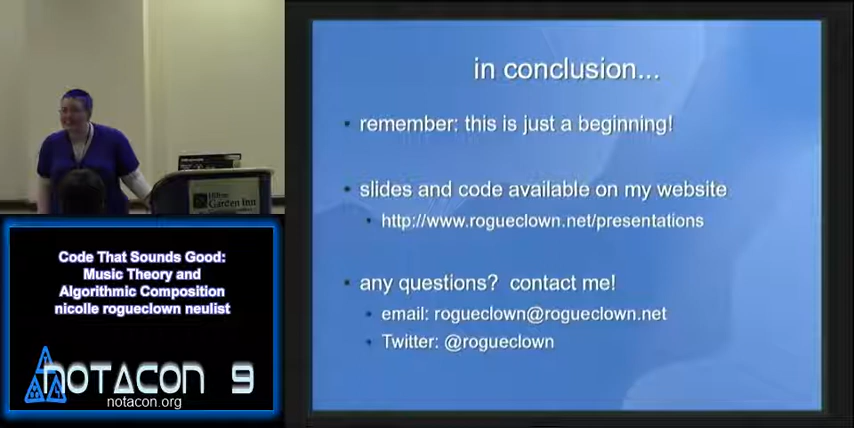 in conclusion...
remember: this is just a beginning!
slides and code available on my website
http://www.rogueclown.net/presentations
any questions? contact me!
email: rogueclown@rogueclown.net
Twitter: @rogueclown
Garden Inn
Code That Sounds Good:
Music Theory and
Algorithmic Composition
nicolle rogueclown neulist
notacon 9
notacon.org